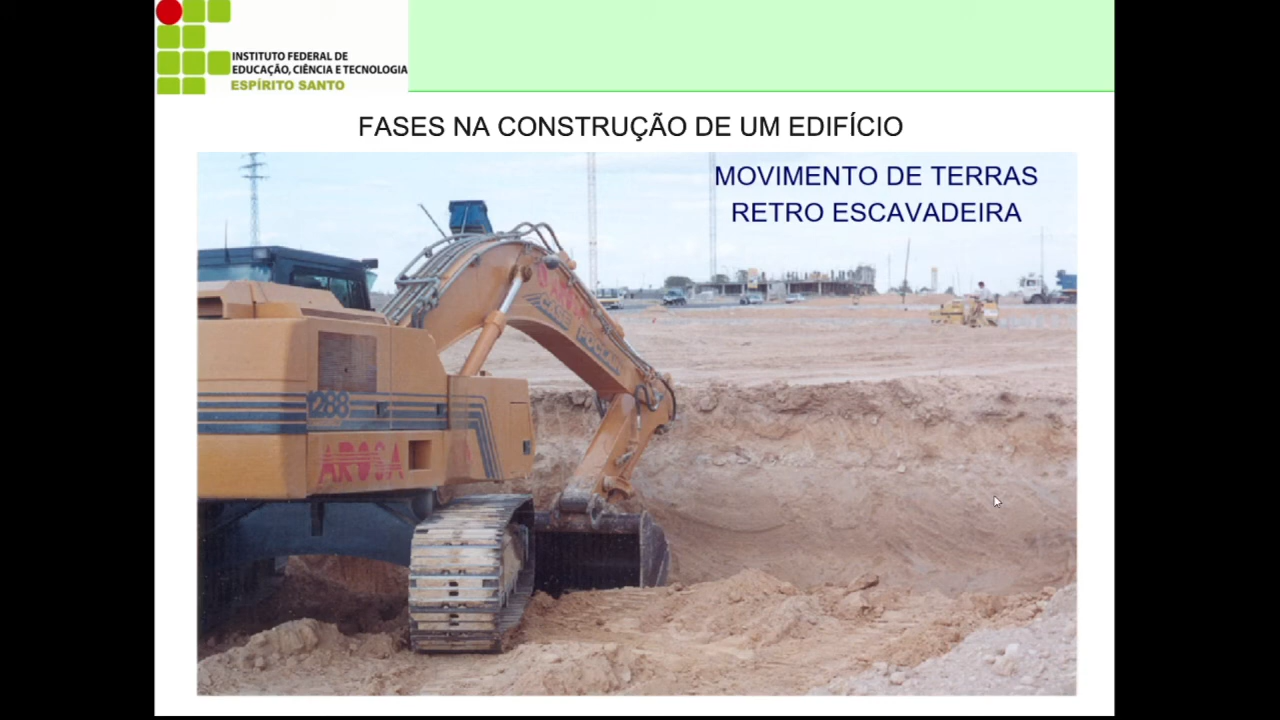 INSTITUTO FEDERAL DE
EDUCAÇÃO, CIÊNCIA E TECNOLOGIA
ESPÍRITO SANTO
FASES NA CONSTRUÇÃO DE UM EDIFÍCIO
MOVIMENTO DE TERRAS
RETRO ESCAVADEIRA
1288
AROSA